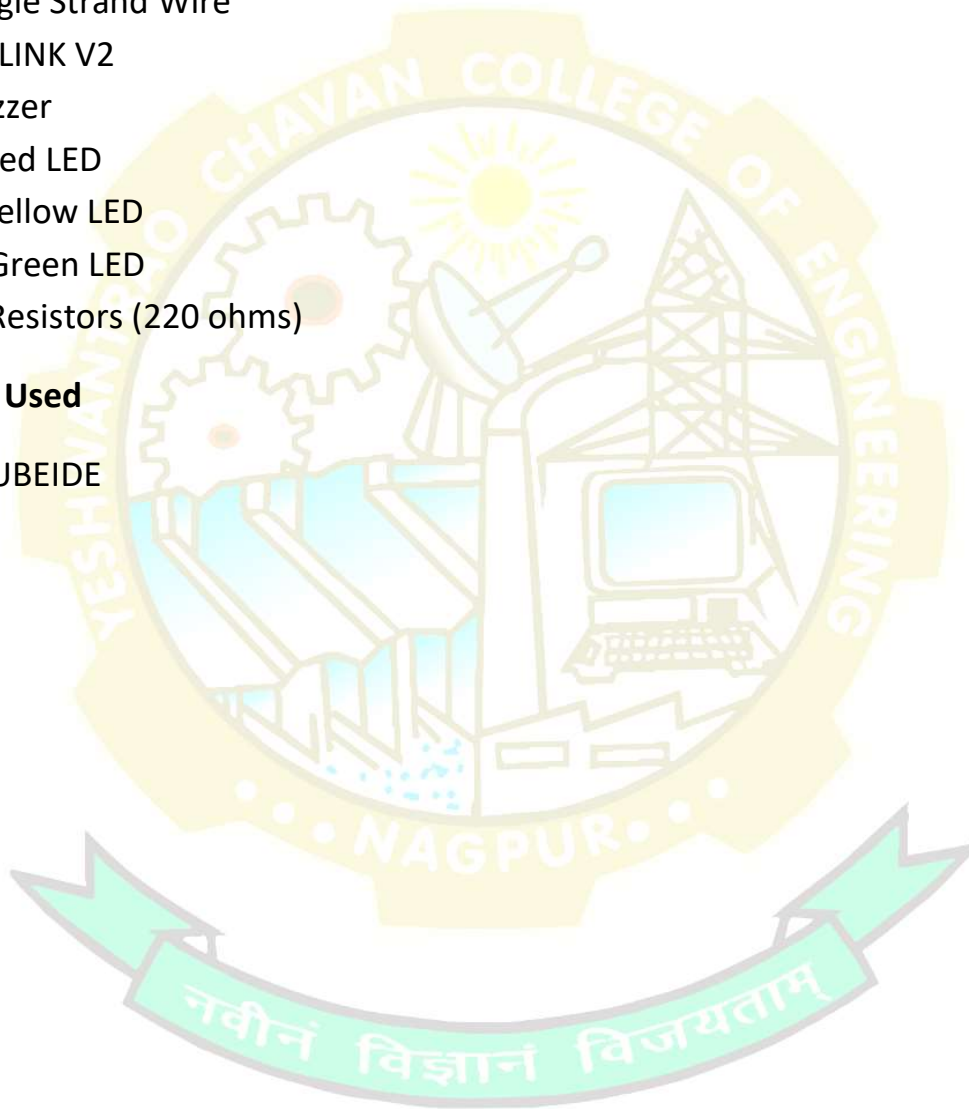 gle Strand Wire
LINK V2
zzer
ed LED
ellow LED
Green LED
Resistors (220 ohms)
Used
UBEIDE
YESHWANTRAO CHAVAN COLLEGE OF ENGINEERING
NAGPUR
नवीनं विज्ञानं विजयताम्